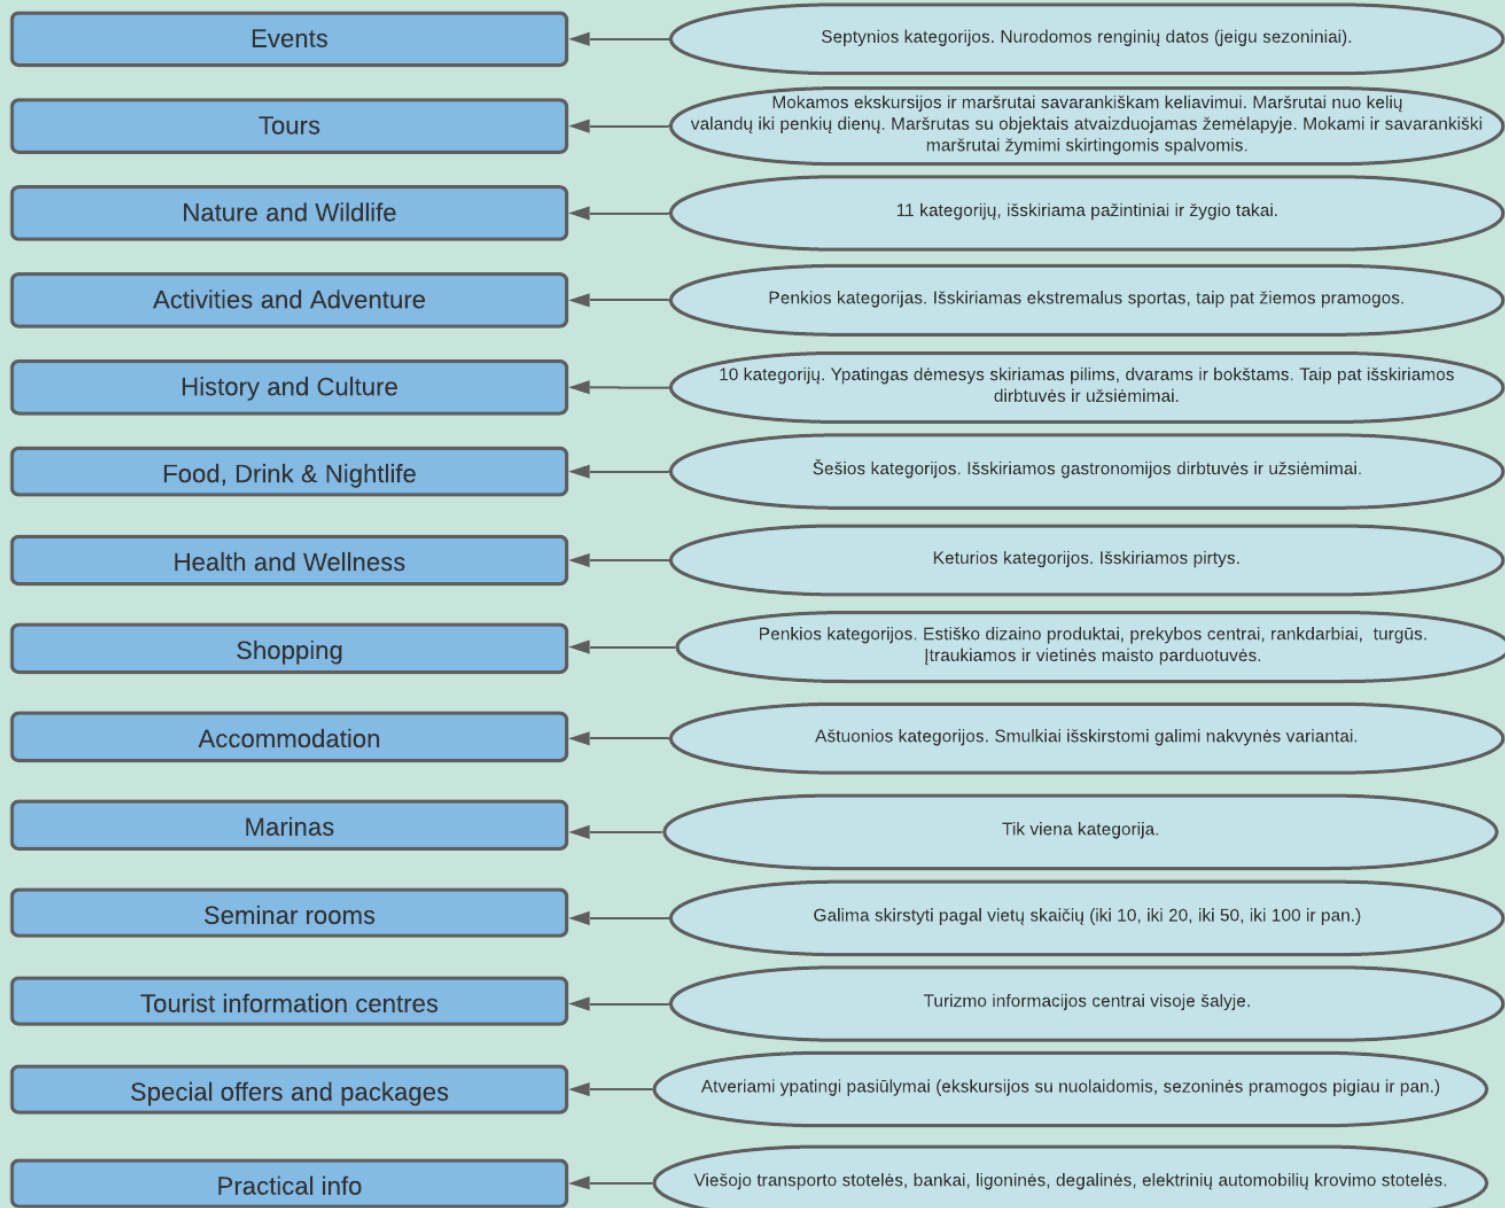 Events
Septynios kategorijos. Nurodomos renginių datos (jeigu sezoniniai).
Tours
Mokamos ekskursijos ir maršrutai savarankiškam keliavimui. Maršrutai nuo kelių
valandų iki penkių dienų. Maršrutas su objektais atvaizduojamas žemėlapyje. Mokami ir savarankiški
maršrutai žymimi skirtingomis spalvomis.
Nature and Wildlife
11 kategorijų, išskiriama pažintiniai ir žygio takai.
Activities and Adventure
Penkios kategorijas. Išskiriamas ekstremalus sportas, taip pat žiemos pramogos.
History and Culture
10 kategorijų. Ypatingas dėmesys skiriamas pilims, dvarams ir bokštams. Taip pat išskiriamos
dirbtuvės ir užsiėmimai.
Food, Drink & Nightlife
Šešios kategorijos. Išskiriamos gastronomijos dirbtuvės ir užsiėmimai.
Health and Wellness
Keturios kategorijos. Išskiriamos pirtys.
Shopping
Penkios kategorijos. Estiško dizaino produktai, prekybos centrai, rankdarbiai, turgūs.
Įtraukiamos ir vietinės maisto parduotuvės.
Accommodation
Aštuonios kategorijos. Smulkiai išskirstomi galimi nakvynės variantai.
Marinas
Tik viena kategorija.
Seminar rooms
Galima skirstyti pagal vietų skaičių (iki 10, iki 20, iki 50, iki 100 ir pan.)
Tourist information centres
Turizmo informacijos centrai visoje šalyje.
Special offers and packages
Atveriami ypatingi pasiūlymai (ekskursijos su nuolaidomis, sezoninės pramogos pigiau ir pan.)
Practical info
Viešojo transporto stotelės, bankai, ligoninės, degalinės, elektrinių automobilių krovimo stotelės.